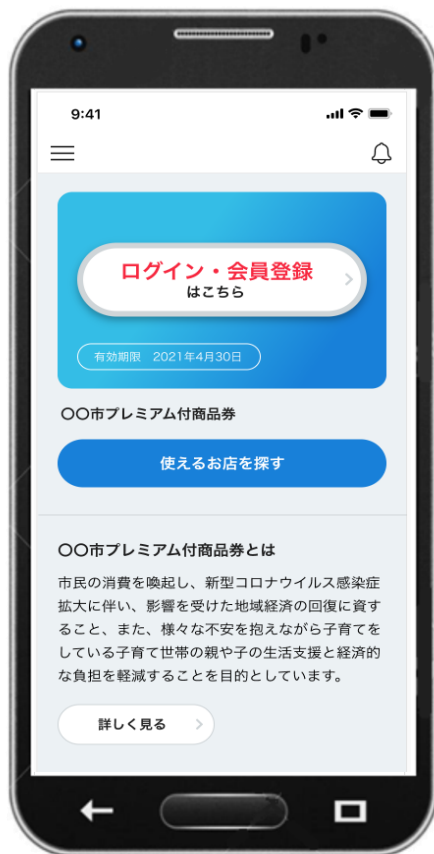 9:41
ログイン・会員登録
はこちら
有効期限 2021年4月30日
〇〇市プレミアム付商品券
使えるお店を探す
〇〇市プレミアム付商品券とは
市民の消費を喚起し、新型コロナウイルス感染症
拡大に伴い、影響を受けた地域経済の回復に資す
ること、また、様々な不安を抱えながら子育てを
している子育て世帯の親や子の生活支援と経済的
な負担を軽減することを目的としています。
詳しく見る